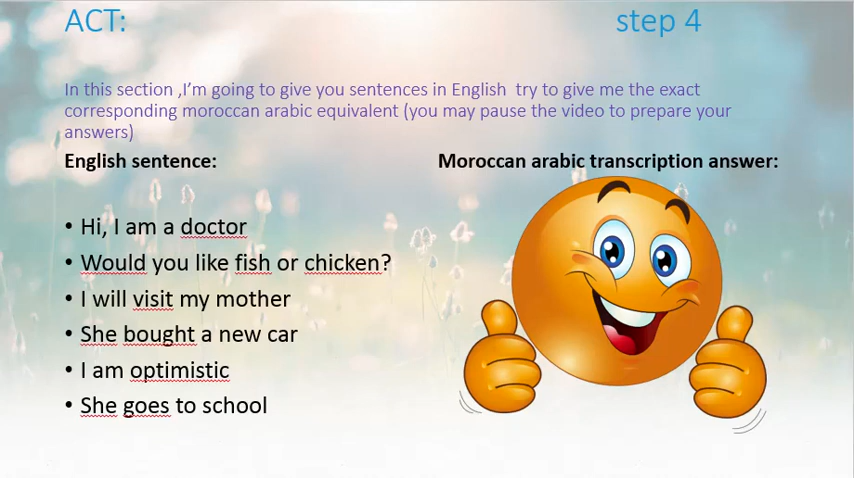 ACT: step 4
In this section ,I'm going to give you sentences in English try to give me the exact
corresponding moroccan arabic equivalent (you may pause the video to prepare your
answers)
English sentence: Moroccan arabic transcription answer:
• Hi, I am a doctor
• Would you like fish or chicken?
• I will visit my mother
• She bought a new car
• I am optimistic
• She goes to school